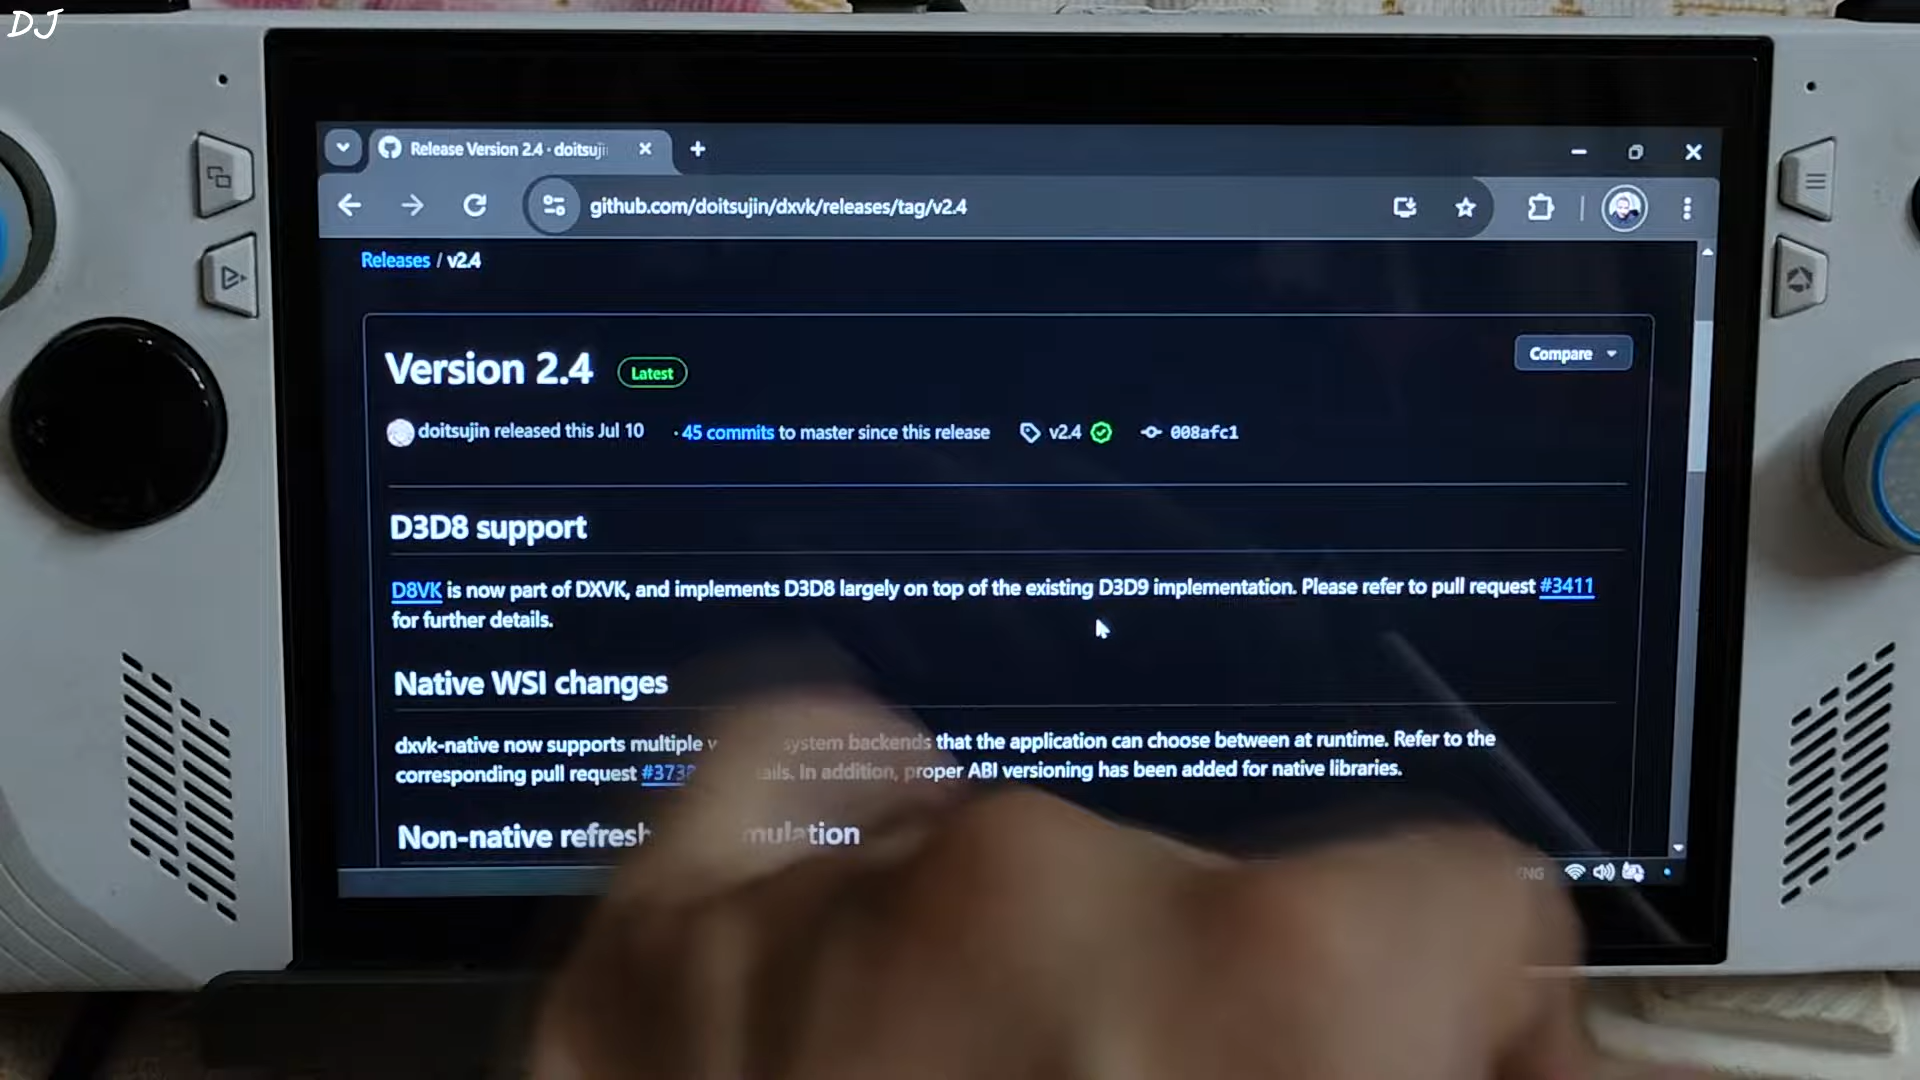 DJ
Release Version 2.4 · doitsuji
github.com/doitsujin/dxvk/releases/tag/v2.4
Releases / v2.4
Version 2.4 Latest
Compare
doitsujin released this Jul 10 · 45 commits to master since this release v2.4 008afc1
D3D8 support
D8VK is now part of DXVK, and implements D3D8 largely on top of the existing D3D9 implementation. Please refer to pull request #3411
for further details.
Native WSI changes
dxvk-native now supports multiple system backends that the application can choose between at runtime. Refer to the
corresponding pull request #3738 In addition, proper ABI versioning has been added for native libraries.
Non-native refresh
ENG